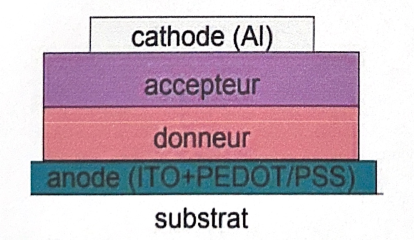 cathode (Al)
accepteur
donneur
anode (ITO+PEDOT/PSS)
substrat